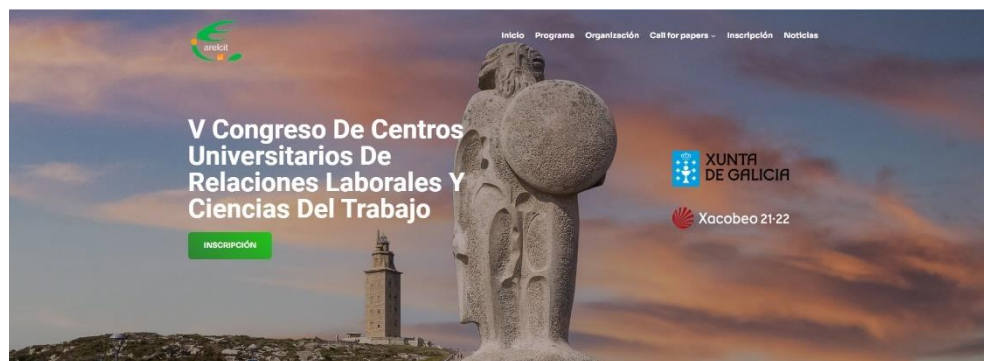 arelcit
Inicio Programa Organización Call for papers Inscripción Noticias
V Congreso De Centros
Universitarios De
Relaciones Laborales Y
Ciencias Del Trabajo
INSCRIPCIÓN
XUNTA
DE GALICIA
Xacobeo 21·22